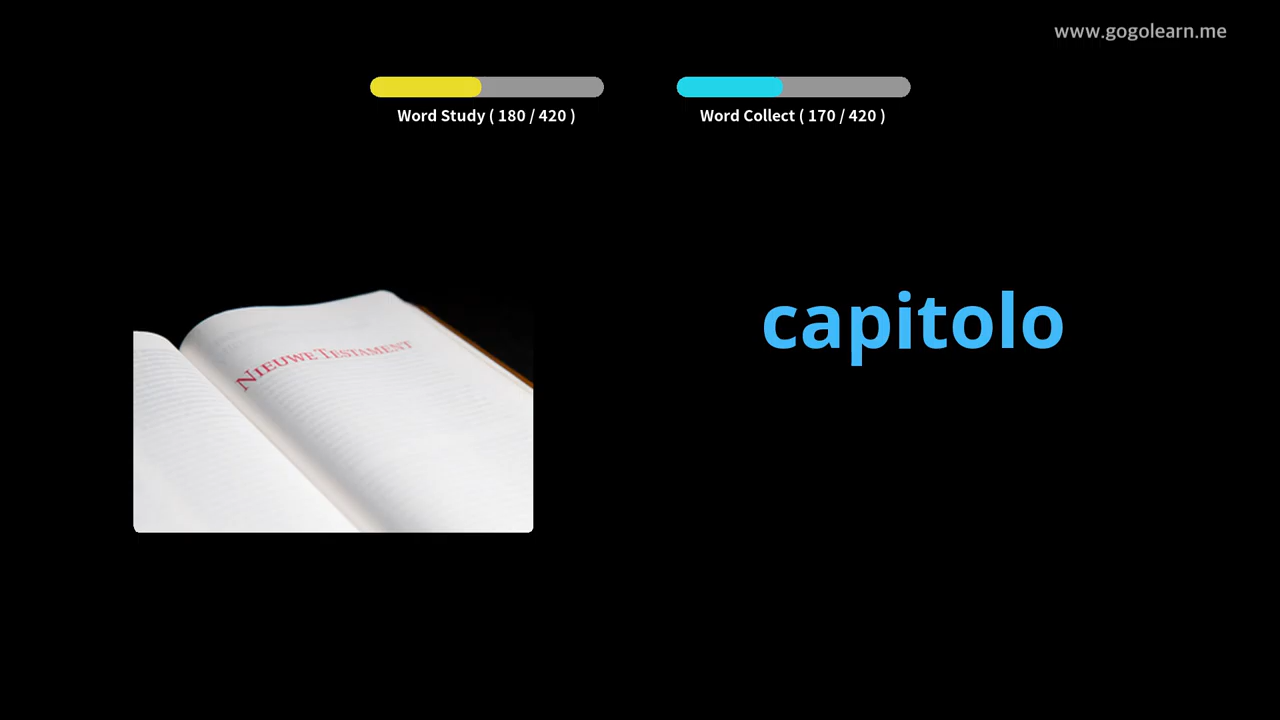 www.gogolearn.me
Word Study ( 180 / 420 )
Word Collect ( 170 / 420 )
capitolo
NIEUWE TESTAMENT